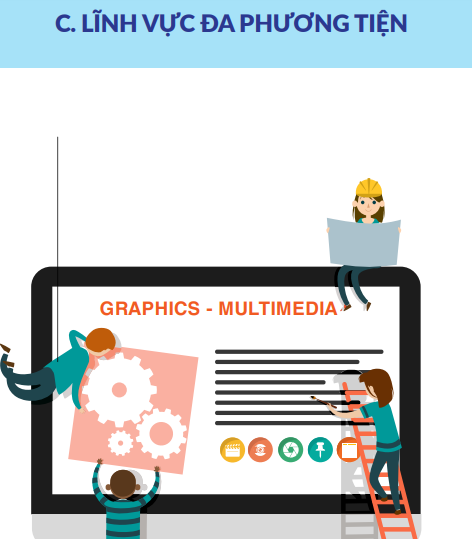 C. LĨNH VỰC ĐA PHƯƠNG TIỆN
GRAPHICS - MULTIMEDIA